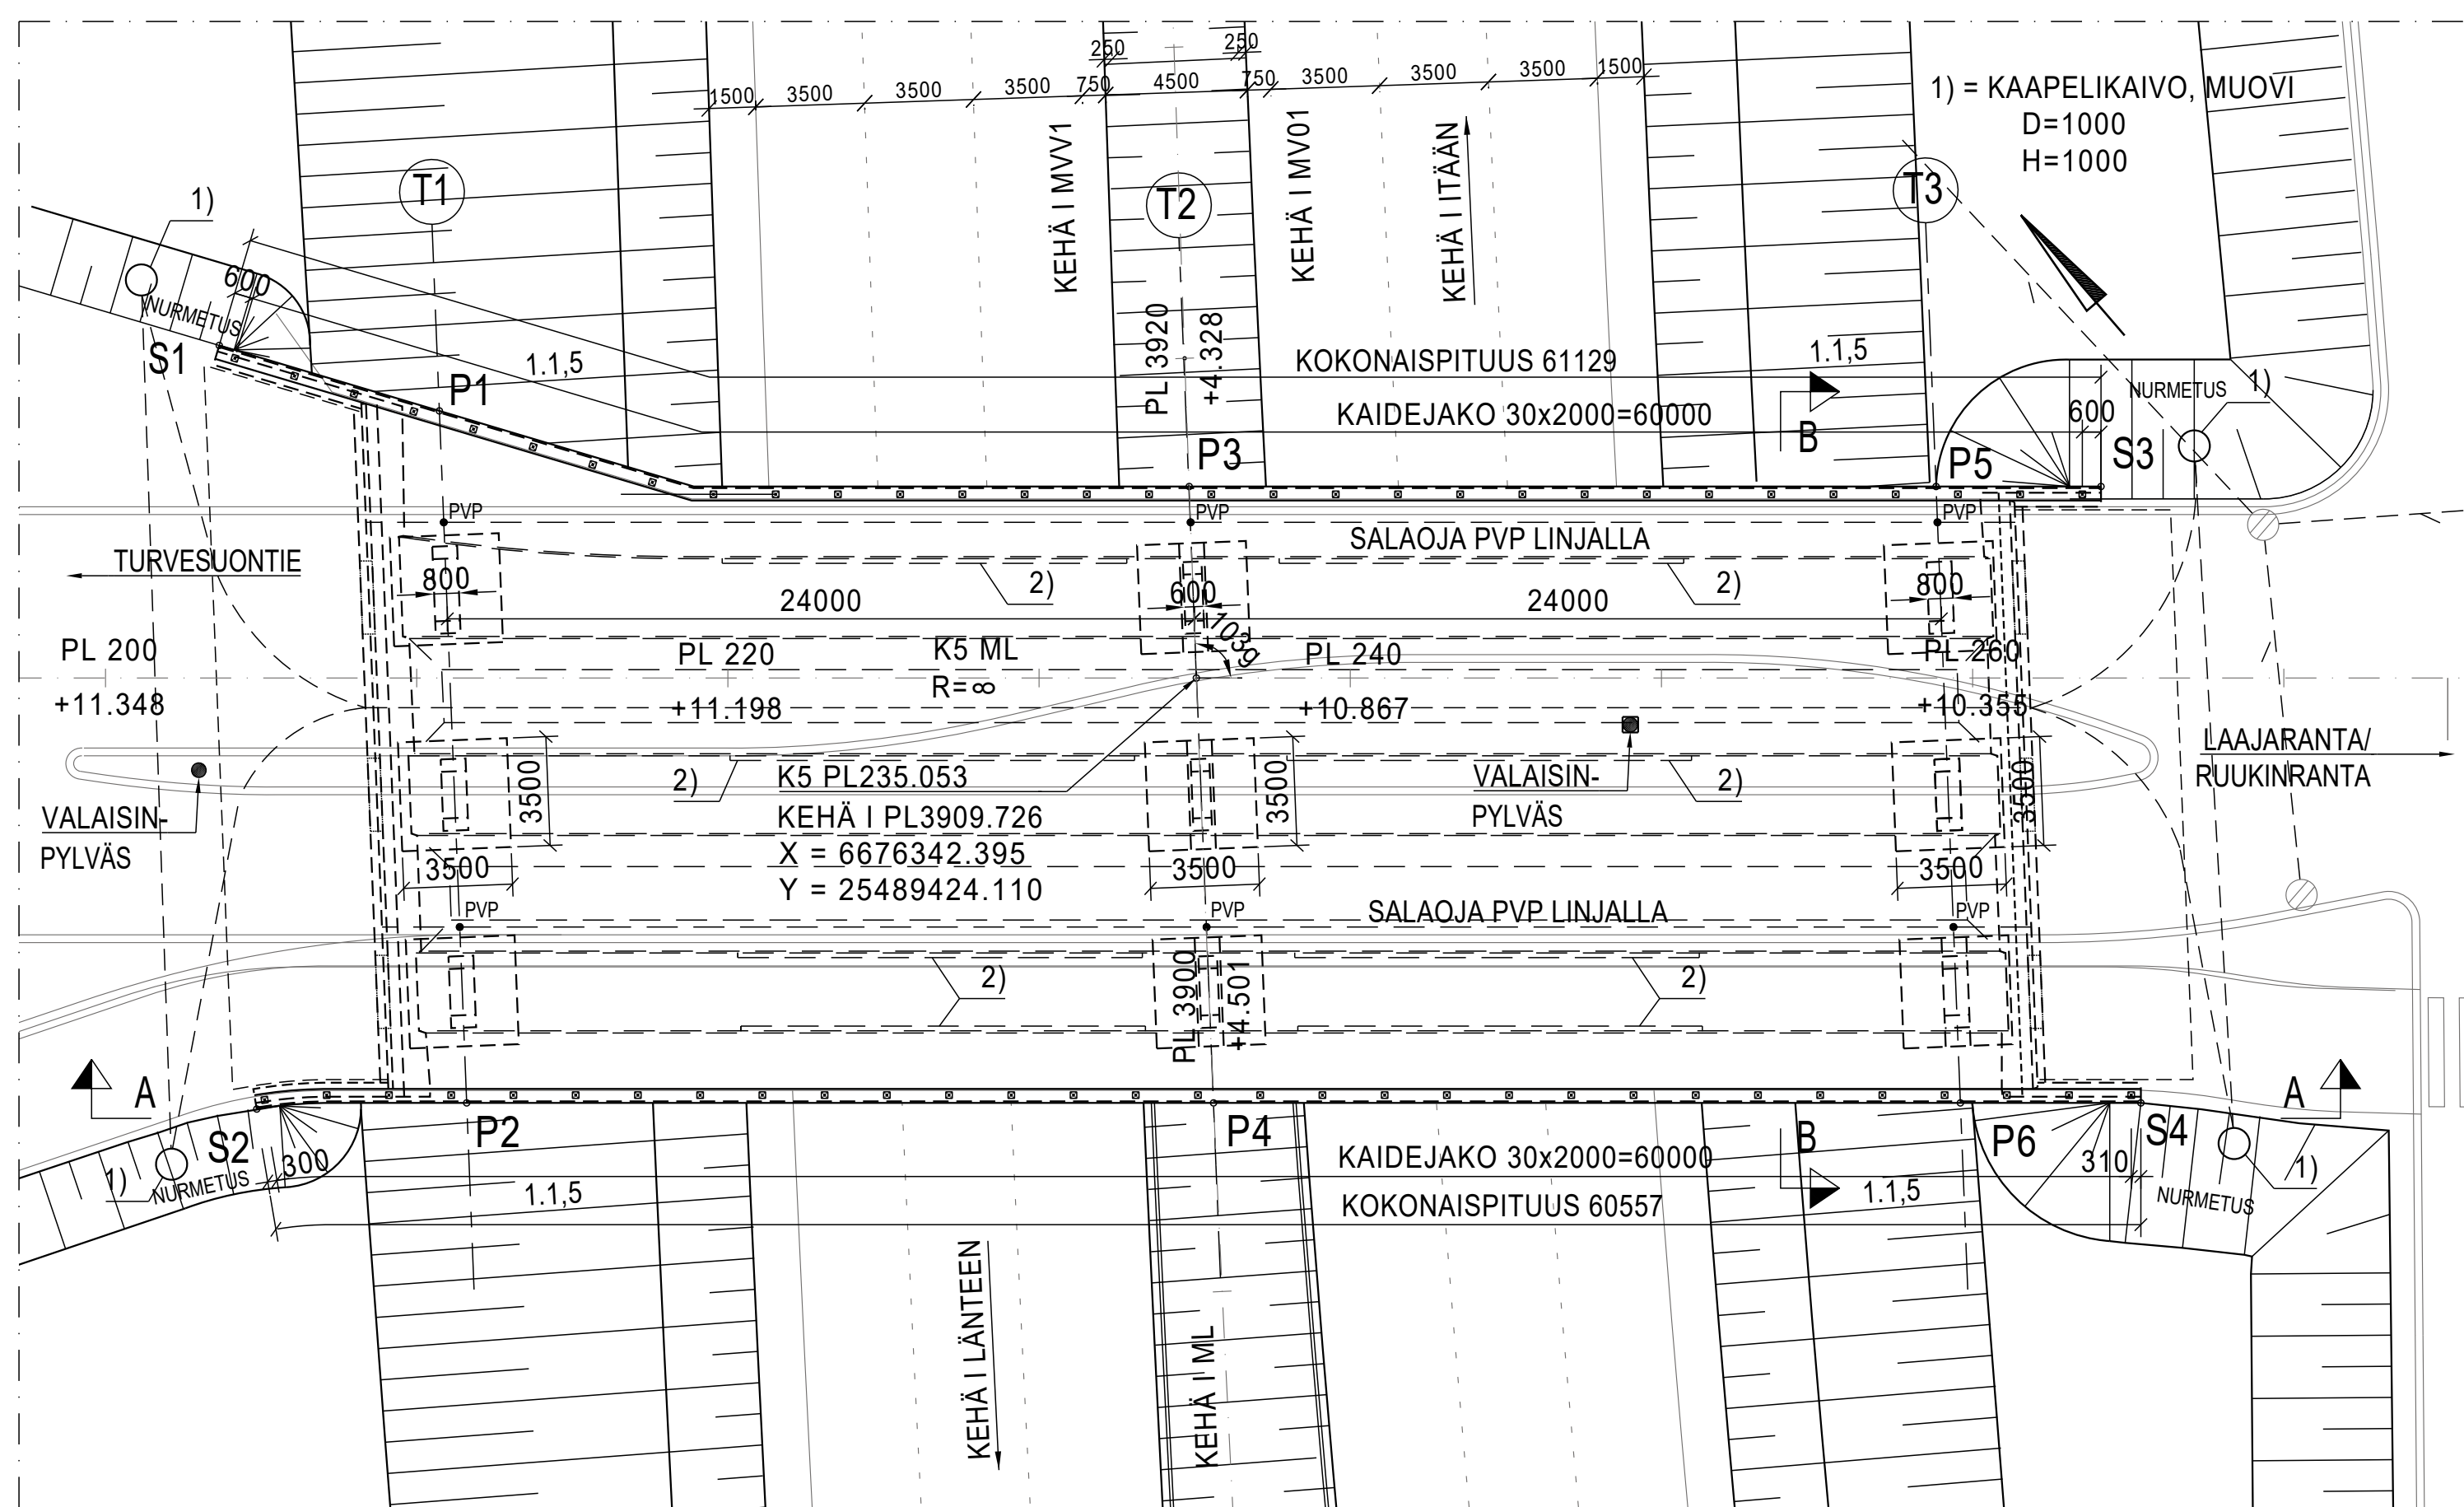 250
250
1500
3500
3500
3500
750
4500
750
3500
3500
3500
1500
1) = KAAPELIKAIVO, MUOVI
D=1000
H=1000
T1
T2
T3
KEHÄ I MVV1
KEHÄ I MV01
KEHÄ I ITÄÄN
1)
600
NURMETUS
S1
P1
1.1,5
PL 3920
+4.328
KOKONAISPITUUS 61129
1.1,5
KAIDEJAKO 30x2000=60000
B
NURMETUS
1)
600
P3
P5
S3
PVP
PVP
PVP
SALAOJA PVP LINJALLA
TURVESUONTIE
800
2)
600
2)
800
24000
24000
103g
PL 200
PL 220
K5 ML
PL 240
PL 260
R=∞
+11.348
+11.198
+10.867
+10.355
LAAJARANTA/
RUUKINRANTA
2)
K5 PL235.053
VALAISIN-
PYLVÄS
2)
3500
3500
3500
KEHÄ I PL3909.726
VALAISIN-
PYLVÄS
X = 6676342.395
Y = 25489424.110
3500
3500
3500
PVP
PVP
PVP
SALAOJA PVP LINJALLA
2)
2)
PL 3900
+4.501
A
A
S2
P2
P4
B
P6
S4
300
KAIDEJAKO 30x2000=60000
310
1)
NURMETUS
1.1,5
KOKONAISPITUUS 60557
1.1,5
NURMETUS
1)
KEHÄ I LÄNTEEN
KEHÄ I ML